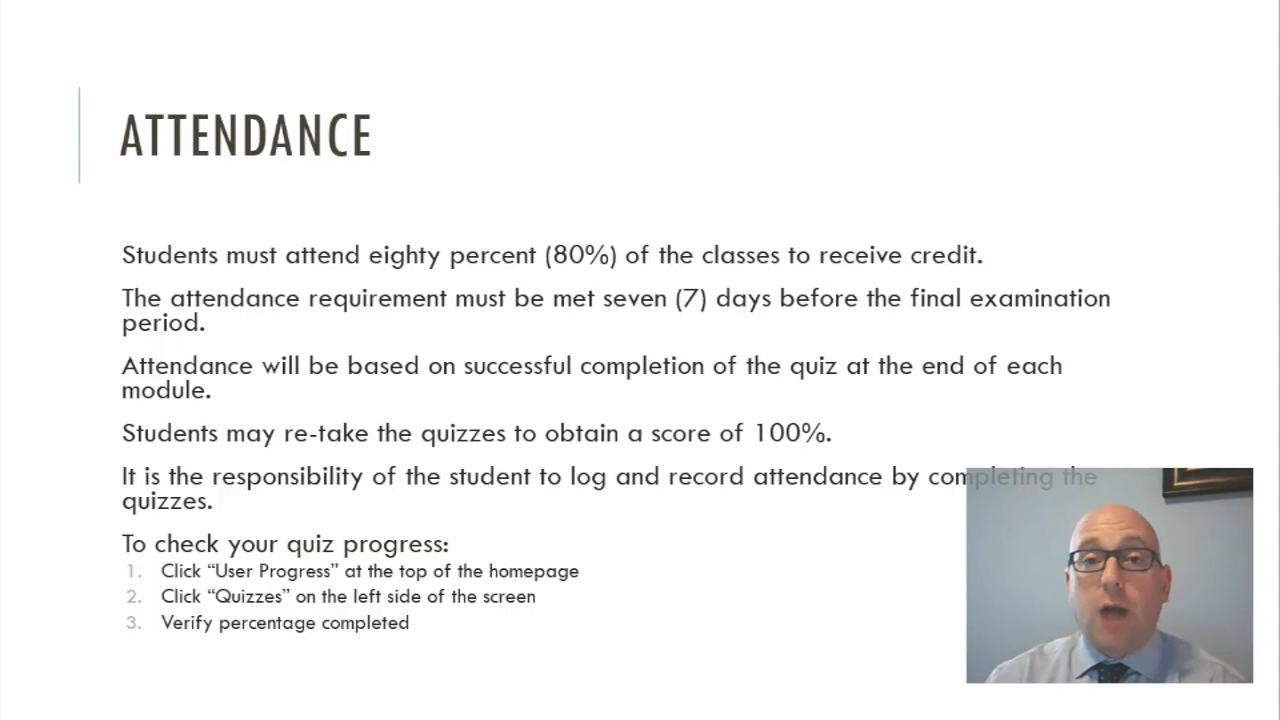 ATTENDANCE
Students must attend eighty percent (80%) of the classes to receive credit.
The attendance requirement must be met seven (7) days before the final examination
period.
Attendance will be based on successful completion of the quiz at the end of each
module.
Students may re-take the quizzes to obtain a score of 100%.
It is the responsibility of the student to log and record attendance by completing the
quizzes.
To check your quiz progress:
1. Click “User Progress” at the top of the homepage
2. Click “Quizzes” on the left side of the screen
3. Verify percentage completed